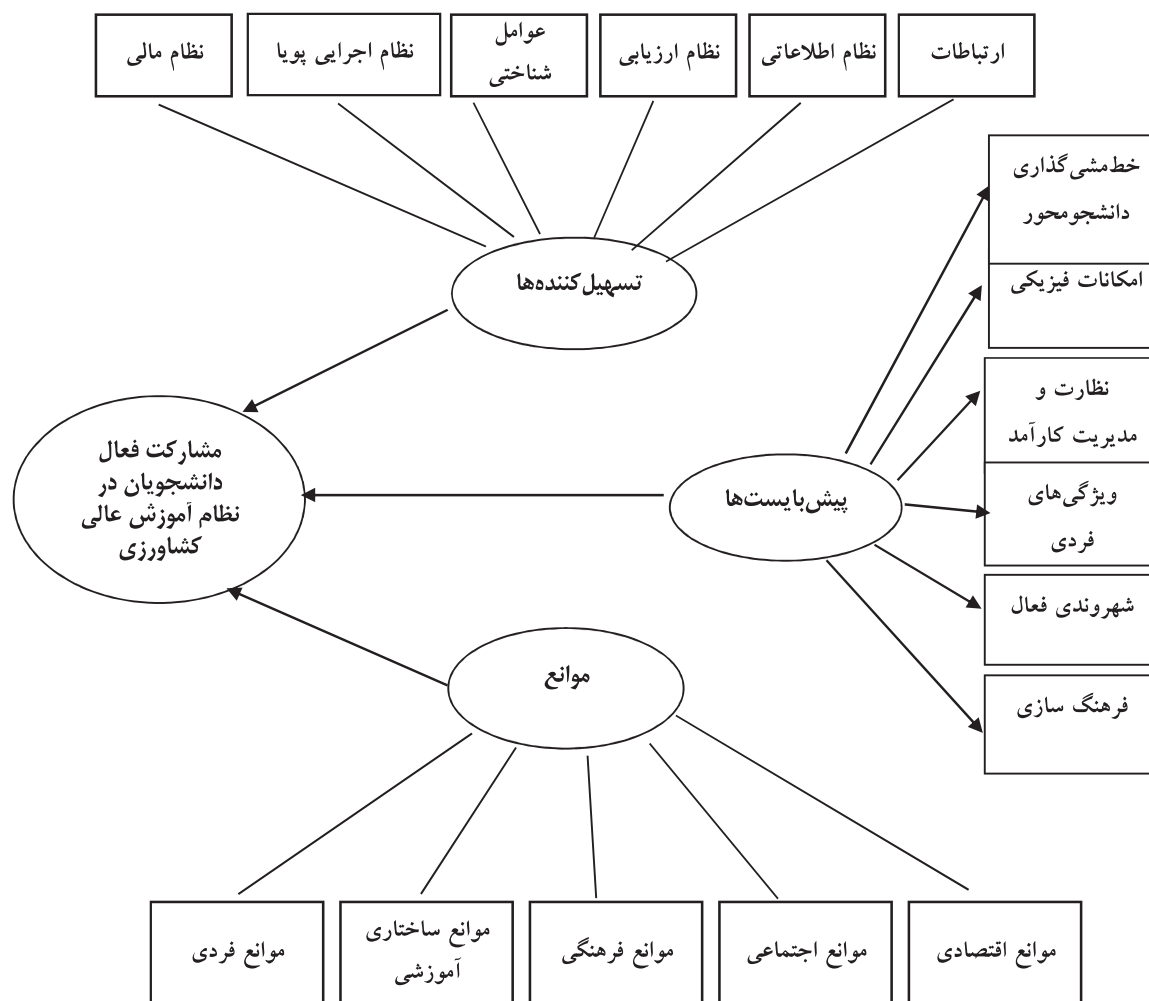 ارتباطات
نظام اطلاعاتی
نظام ارزیابی
عوامل
شناختی
نظام اجرایی پویا
نظام مالی
خط‌مشی‌گذاری
دانشجومحور
امکانات فیزیکی
نظارت و
مدیریت کارآمد
ویژگی‌های
فردی
شهروندی فعال
فرهنگ سازی
تسهیل‌کننده‌ها
پیش‌بایست‌ها
مشارکت فعال
دانشجویان در
نظام آموزش عالی
کشاورزی
موانع
موانع اقتصادی
موانع اجتماعی
موانع فرهنگی
موانع ساختاری
آموزشی
موانع فردی